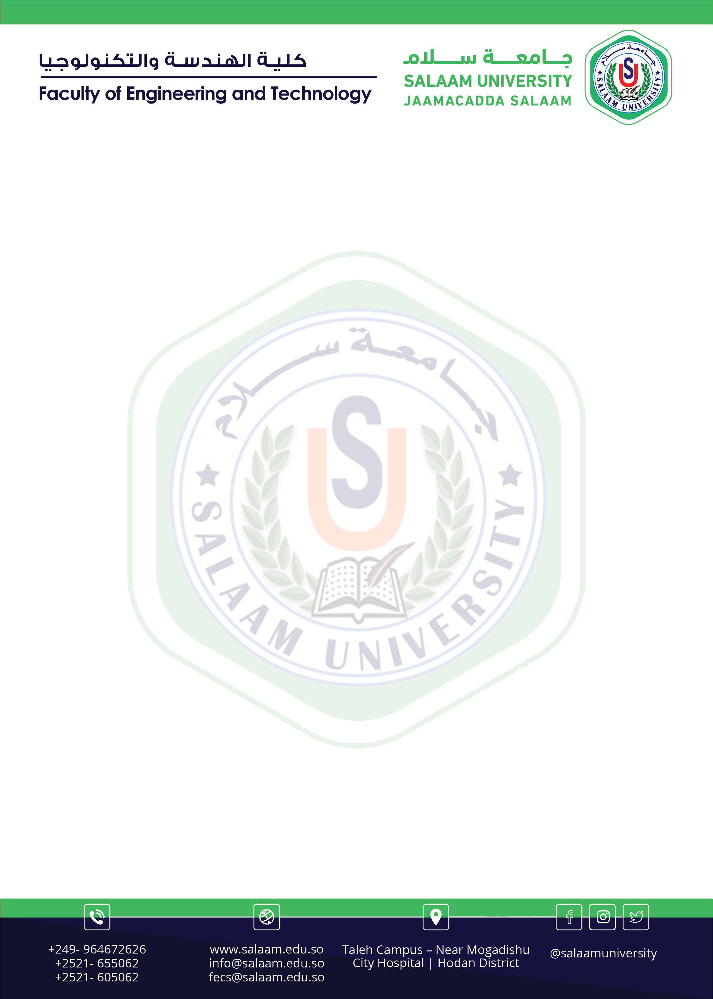 كلية الهندسة والتكنولوجيا
Faculty of Engineering and Technology
جامعة سلام
SALAAM UNIVERSITY
JAAMACADDA SALAAM
جامعة سلام
US
SALAAM UNIVERSITY
جامعة سلام
US
SALAAM UNIVERSITY
+249- 964672626
+2521- 655062
+2521- 605062
www.salaam.edu.so
info@salaam.edu.so
fecs@salaam.edu.so
Taleh Campus – Near Mogadishu
City Hospital | Hodan District
@salaamuniversity